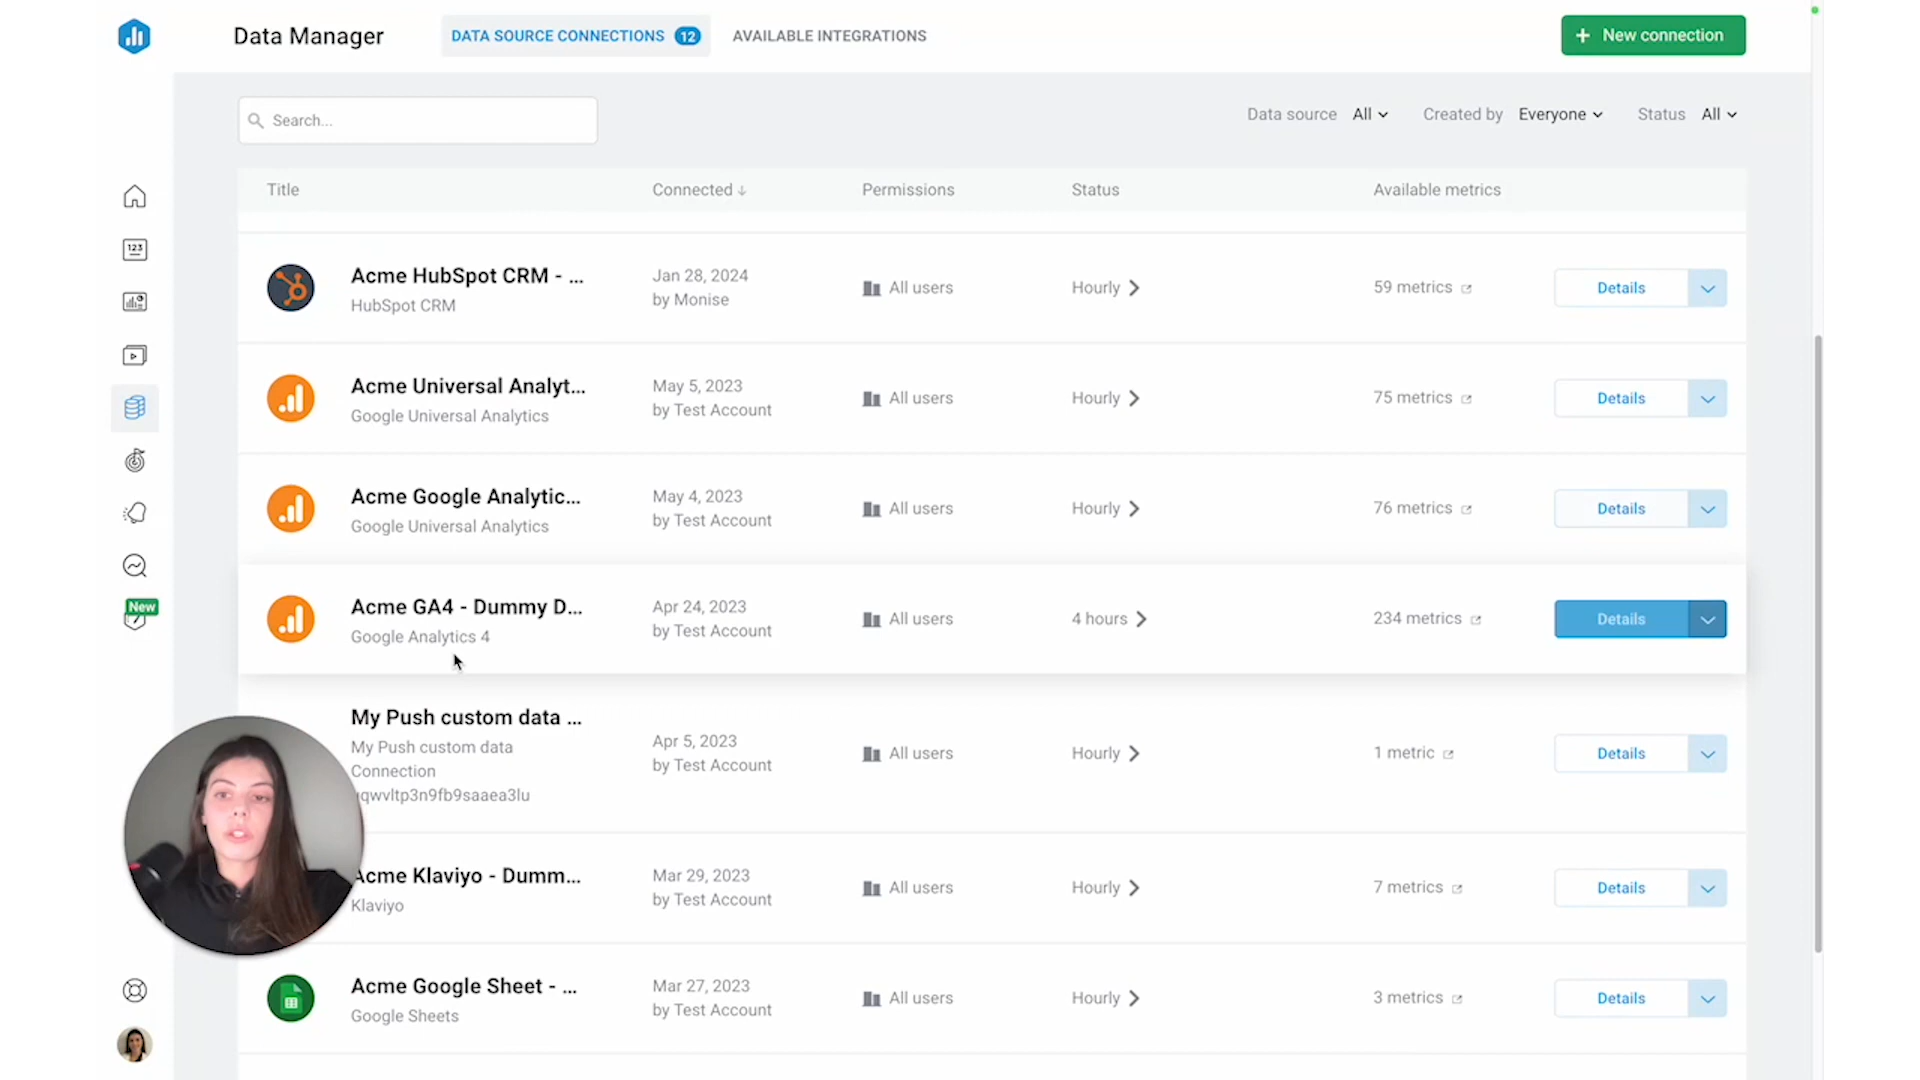 Data Manager
DATA SOURCE CONNECTIONS 12
AVAILABLE INTEGRATIONS
+ New connection
Search...
Data source All
Created by Everyone
Status All
Title
Connected
Permissions
Status
Available metrics
Acme HubSpot CRM - ...
HubSpot CRM
Jan 28, 2024
by Monise
All users
Hourly
59 metrics
Details
Acme Universal Analyt...
Google Universal Analytics
May 5, 2023
by Test Account
All users
Hourly
75 metrics
Details
Acme Google Analytic...
Google Universal Analytics
May 4, 2023
by Test Account
All users
Hourly
76 metrics
Details
Acme GA4 - Dummy D...
Google Analytics 4
Apr 24, 2023
by Test Account
All users
4 hours
234 metrics
Details
My Push custom data ...
My Push custom data
Connection
Apr 5, 2023
by Test Account
All users
Hourly
1 metric
Details
Acme Klaviyo - Dumm...
Klaviyo
Mar 29, 2023
by Test Account
All users
Hourly
7 metrics
Details
Acme Google Sheet - ...
Google Sheets
Mar 27, 2023
by Test Account
All users
Hourly
3 metrics
Details
123
New